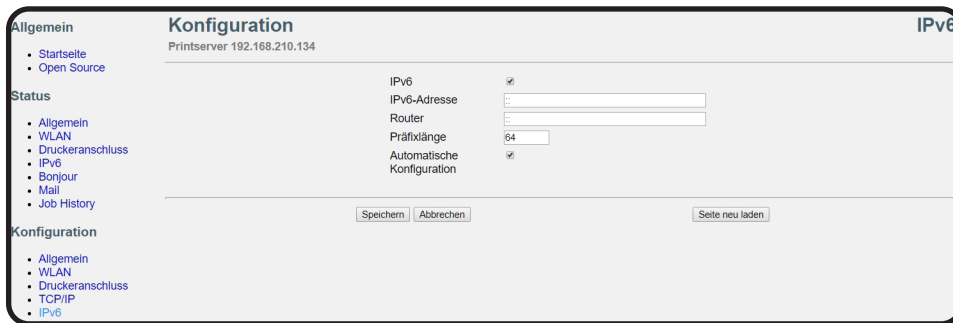 Allgemein
Startseite
Open Source
Status
Allgemein
WLAN
Druckeranschluss
IPv6
Bonjour
Mail
Job History
Konfiguration
Allgemein
WLAN
Druckeranschluss
TCP/IP
IPv6
Konfiguration
IPv6
Printserver 192.168.210.134
IPv6
IPv6-Adresse ::
Router ::
Präfixlänge 64
Automatische
Konfiguration
Speichern Abbrechen Seite neu laden